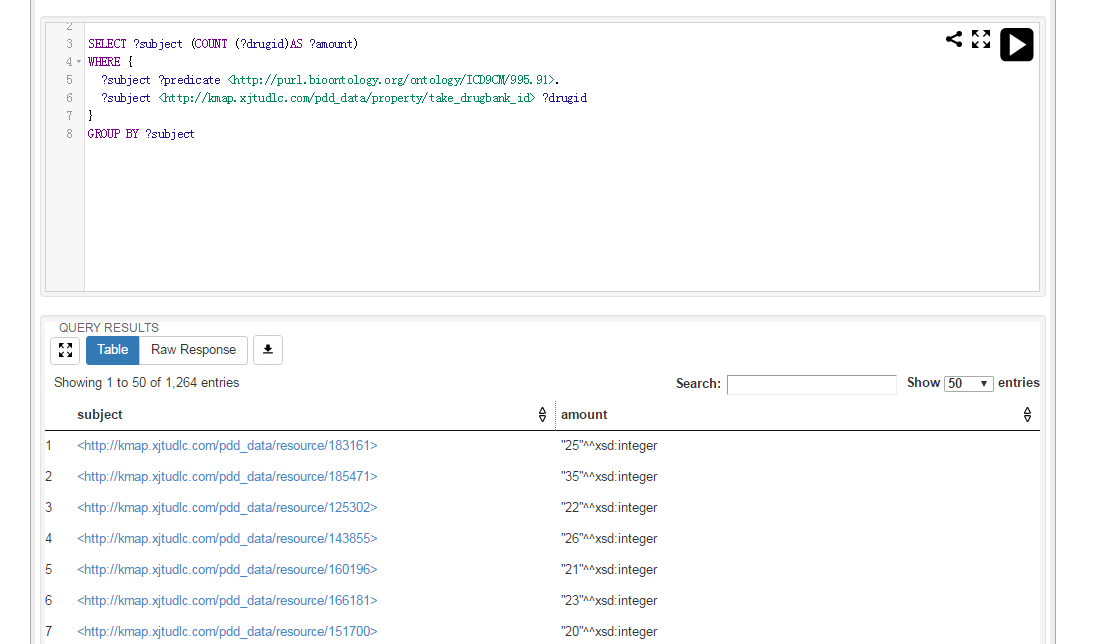 2
3 SELECT ?subject (COUNT (?drugid)AS ?amount)
4 WHERE {
5 ?subject ?predicate <http://purl.bioontology.org/ontology/ICD9CM/995.91>.
6 ?subject <http://kmap.xjtudlc.com/pdd_data/property/take_drugbank_id> ?drugid
7 }
8 GROUP BY ?subject
QUERY RESULTS
Table Raw Response
Showing 1 to 50 of 1,264 entries Search: Show 50 entries
subject amount
1 <http://kmap.xjtudlc.com/pdd_data/resource/183161> "25"^^xsd:integer
2 <http://kmap.xjtudlc.com/pdd_data/resource/185471> "35"^^xsd:integer
3 <http://kmap.xjtudlc.com/pdd_data/resource/125302> "22"^^xsd:integer
4 <http://kmap.xjtudlc.com/pdd_data/resource/143855> "26"^^xsd:integer
5 <http://kmap.xjtudlc.com/pdd_data/resource/160196> "21"^^xsd:integer
6 <http://kmap.xjtudlc.com/pdd_data/resource/166181> "23"^^xsd:integer
7 <http://kmap.xjtudlc.com/pdd_data/resource/151700> "20"^^xsd:integer